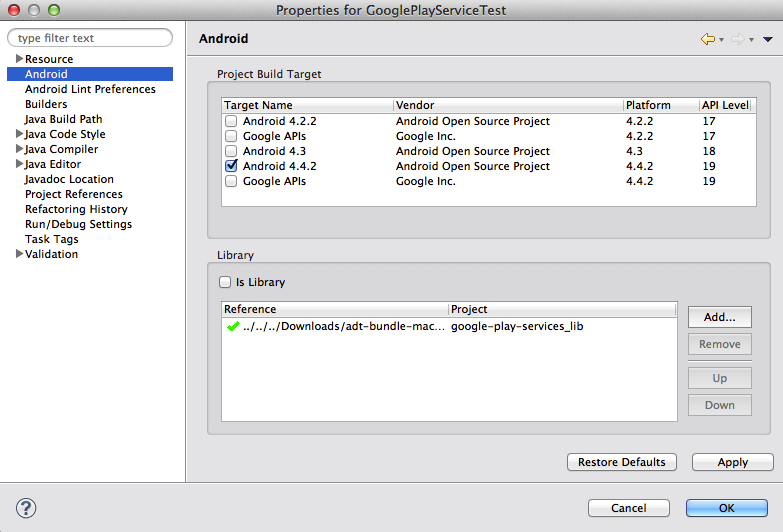 Properties for GooglePlayServiceTest
type filter text
Resource
Android
Android Lint Preferences
Builders
Java Build Path
Java Code Style
Java Compiler
Java Editor
Javadoc Location
Project References
Refactoring History
Run/Debug Settings
Task Tags
Validation
Android
Project Build Target
Target Name Vendor Platform API Level
Android 4.2.2 Android Open Source Project 4.2.2 17
Google APIs Google Inc. 4.2.2 17
Android 4.3 Android Open Source Project 4.3 18
Android 4.4.2 Android Open Source Project 4.4.2 19
Google APIs Google Inc. 4.4.2 19
Library
Is Library
Reference Project
../../../Downloads/adt-bundle-mac... google-play-services_lib
Add...
Remove
Up
Down
Restore Defaults Apply
? Cancel OK